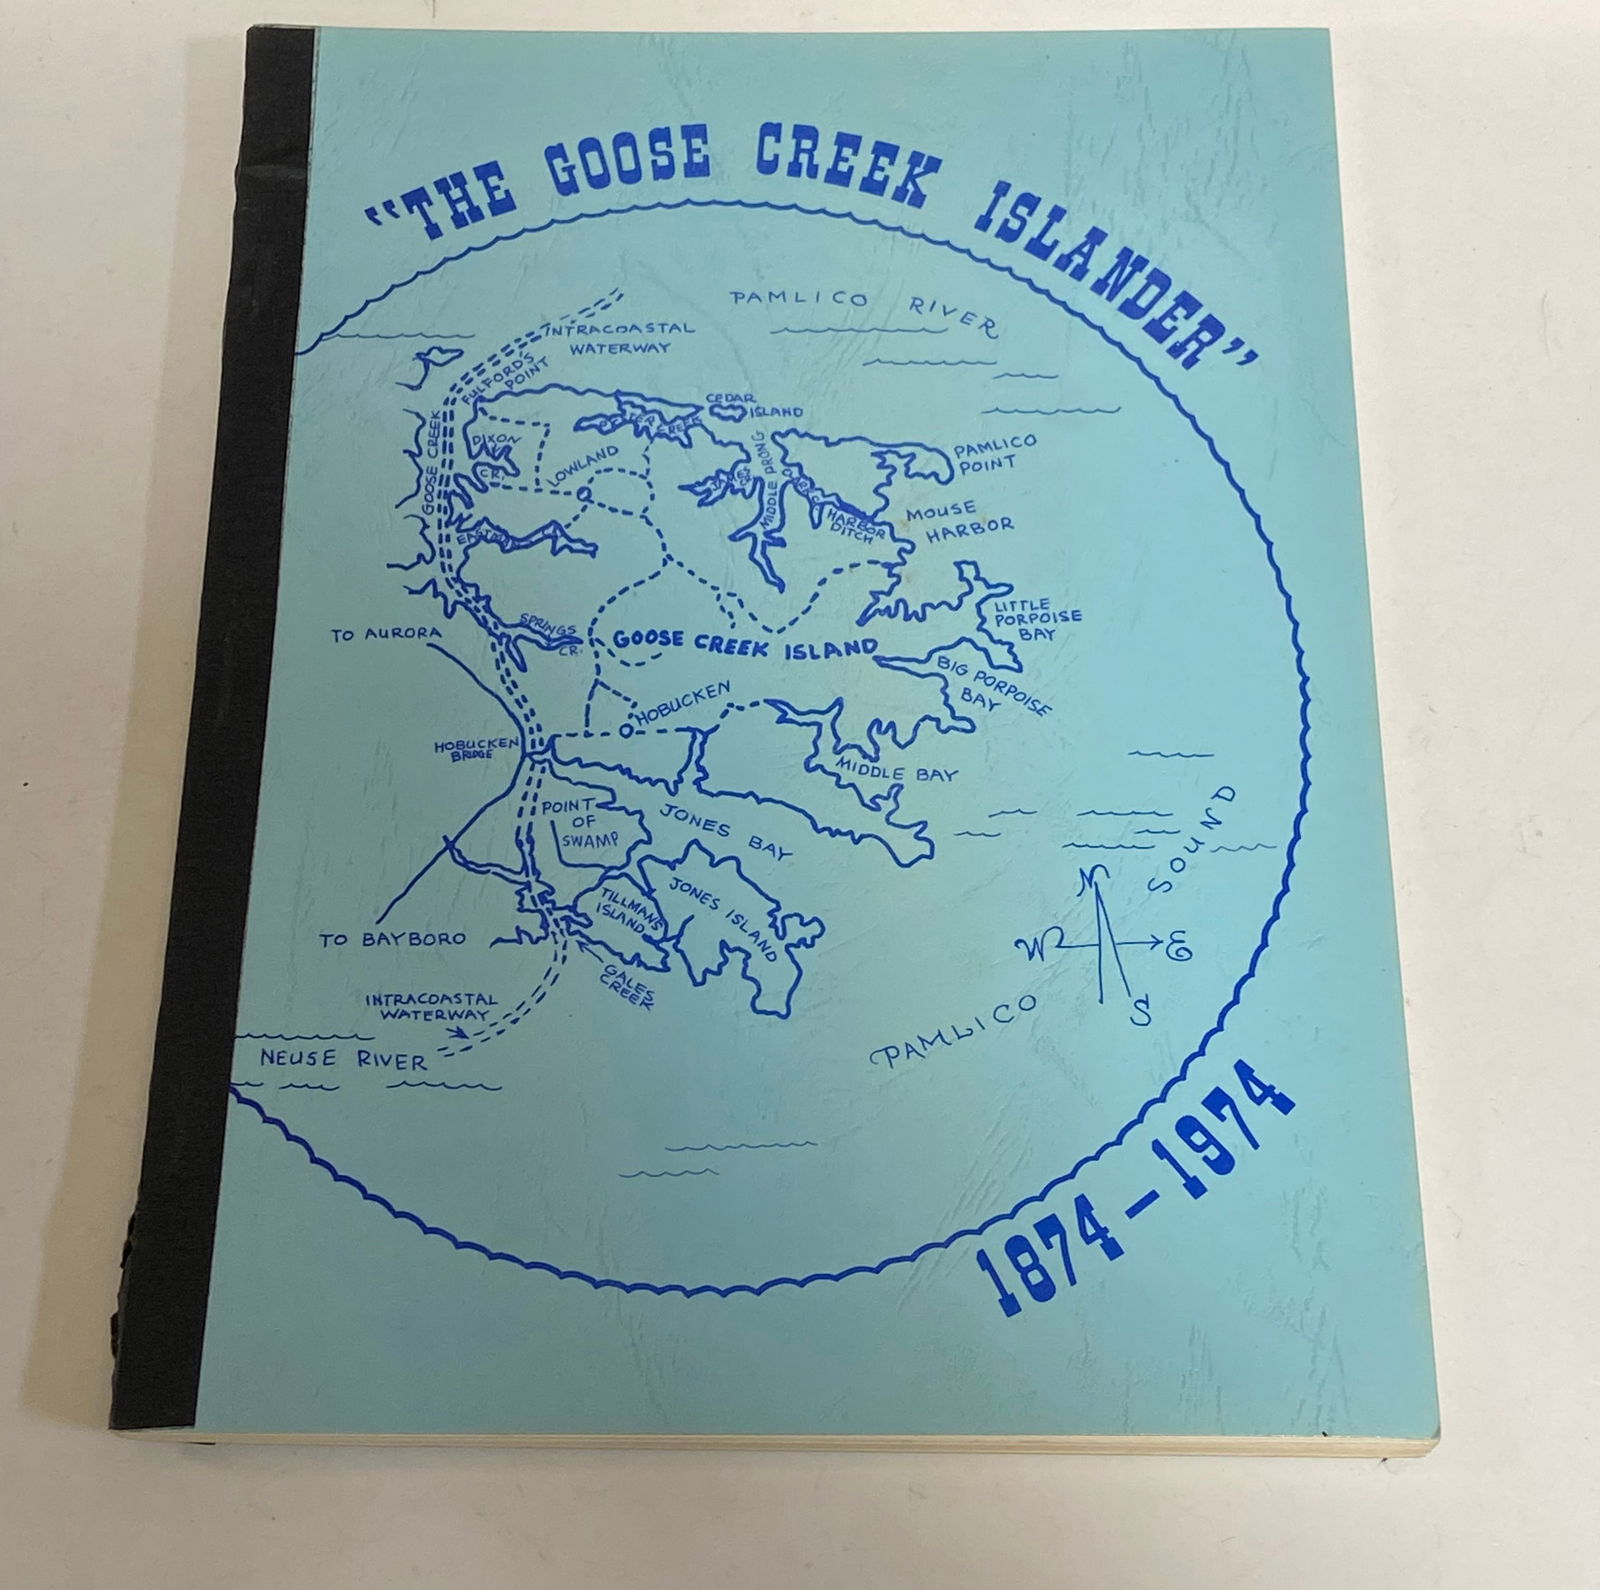 "THE GOOSE CREEK ISLANDER"
PAMLICO RIVER
INTRACOASTAL
WATERWAY
FULFORD'S
POINT
CEDAR
ISLAND
GOOSE CREEK
DIXON
CR.
CREEK
LOWLAND
MIDDLE PRONG
PAMLICO
POINT
MOUSE
HARBOR
HARBOR
DITCH
LITTLE
PORPOISE
BAY
TO AURORA
SPRINGS
CR.
GOOSE CREEK ISLAND
BIG PORPOISE
BAY
HOBUCKEN
HOBUCKEN
BRIDGE
MIDDLE BAY
POINT
OF
SWAMP
JONES BAY
JONES ISLAND
TILLMANS
ISLAND
TO BAYBORO
GALES
CREEK
INTRACOASTAL
WATERWAY
NEUSE RIVER
PAMLICO SOUND
N
W
E
S
1874-1974